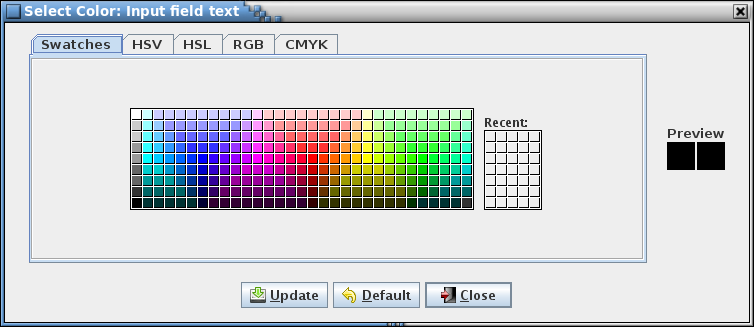 Select Color: Input field text
Swatches HSV HSL RGB CMYK
Recent:
Preview
Update Default Close